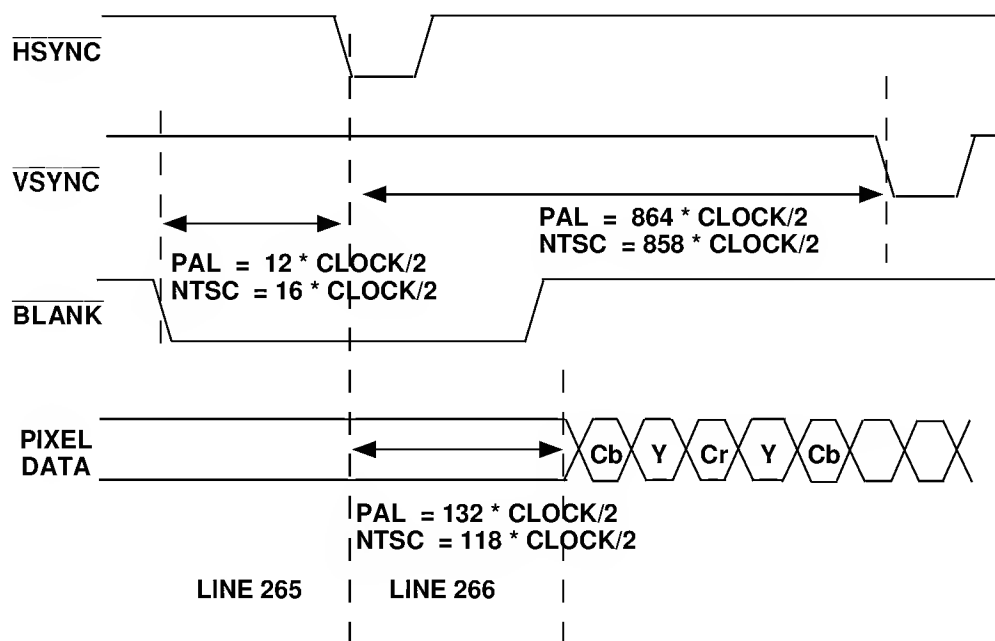 HSYNC
VSYNC
PAL = 864 * CLOCK/2
NTSC = 858 * CLOCK/2
PAL = 12 * CLOCK/2
NTSC = 16 * CLOCK/2
BLANK
PIXEL
DATA
Cb Y Cr Y Cb
PAL = 132 * CLOCK/2
NTSC = 118 * CLOCK/2
LINE 265 LINE 266